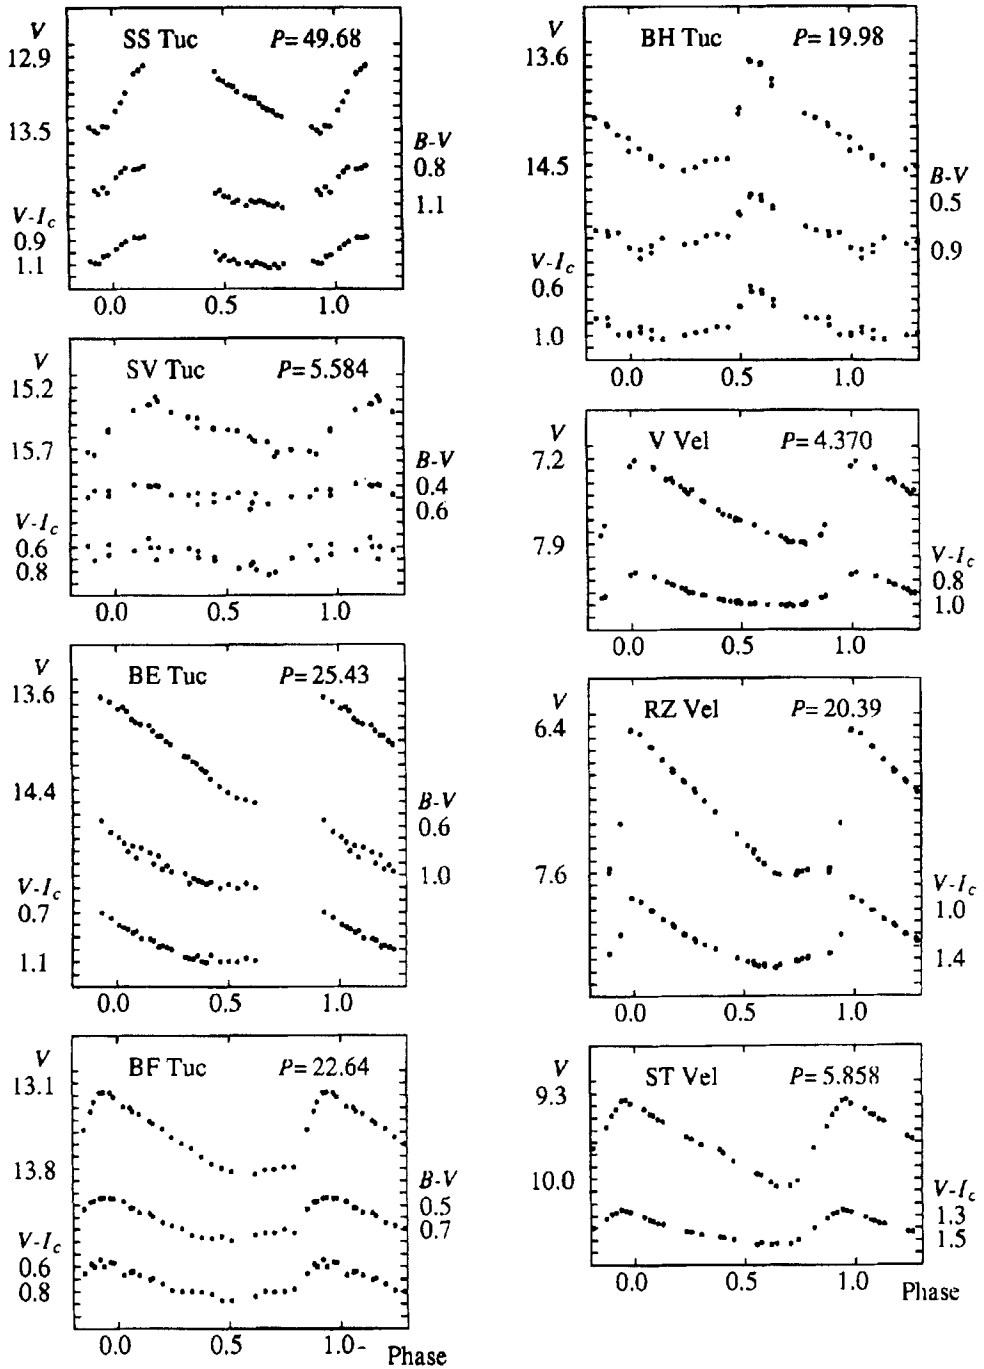 V
SS Tuc P=49.68
12.9
13.5
B-V
0.8
1.1
V-Ic
0.9
1.1
0.0 0.5 1.0
V
SV Tuc P=5.584
15.2
15.7
B-V
0.4
0.6
V-Ic
0.6
0.8
0.0 0.5 1.0
V
BE Tuc P=25.43
13.6
14.4
B-V
0.6
1.0
V-Ic
0.7
1.1
0.0 0.5 1.0
V
BF Tuc P=22.64
13.1
13.8
B-V
0.5
0.7
V-Ic
0.6
0.8
0.0 0.5 1.0
Phase
V
BH Tuc P=19.98
13.6
14.5
B-V
0.5
0.9
V-Ic
0.6
1.0
0.0 0.5 1.0
V
V Vel P=4.370
7.2
7.9
V-Ic
0.8
1.0
0.0 0.5 1.0
RZ Vel P=20.39
6.4
7.6
V-Ic
1.0
1.4
0.0 0.5 1.0
V
ST Vel P=5.858
9.3
10.0
V-Ic
1.3
1.5
0.0 0.5 1.0
Phase